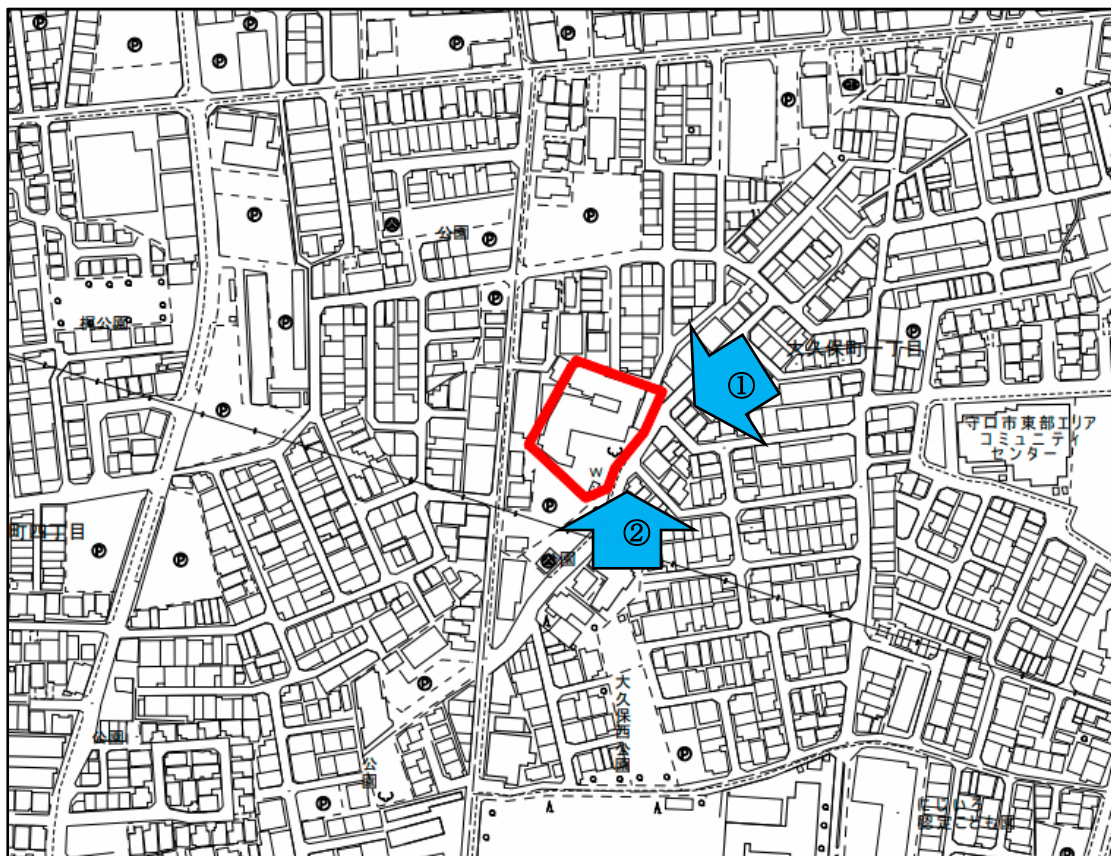 公園
梶公園
大久保町一丁目
①
守口市東部エリア
コミュニティ
センター
W
②
町四丁目
公園
大久保西公園
公園
公園
にじいろ
認定こども園